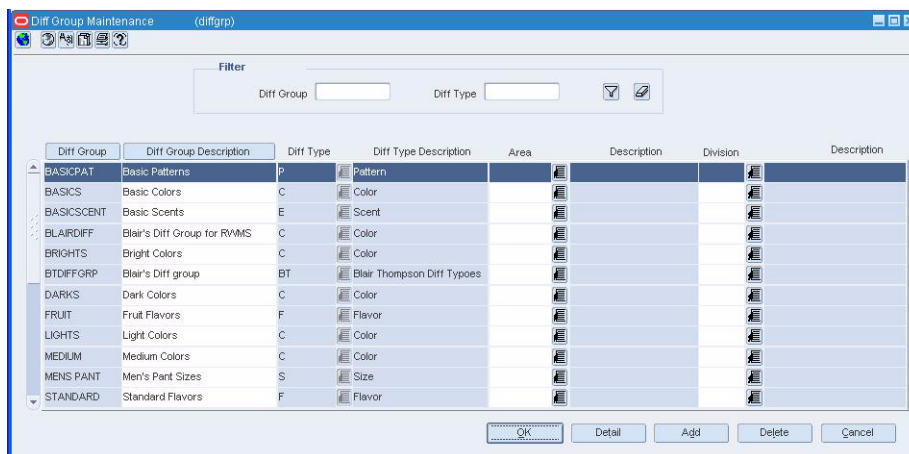 Diff Group Maintenance (diffgrp)
Filter
Diff Group Diff Type
Diff Group Diff Group Description Diff Type Diff Type Description Area Description Division Description
BASICPAT Basic Patterns P Pattern
BASICS Basic Colors C Color
BASICSCENT Basic Scents E Scent
BLAIRDIFF Blair's Diff Group for RWMS C Color
BRIGHTS Bright Colors C Color
BTDIFFGRP Blair's Diff group BT Blair Thompson Diff Typoes
DARKS Dark Colors C Color
FRUIT Fruit Flavors F Flavor
LIGHTS Light Colors C Color
MEDIUM Medium Colors C Color
MENS PANT Men's Pant Sizes S Size
STANDARD Standard Flavors F Flavor
OK Detail Add Delete Cancel